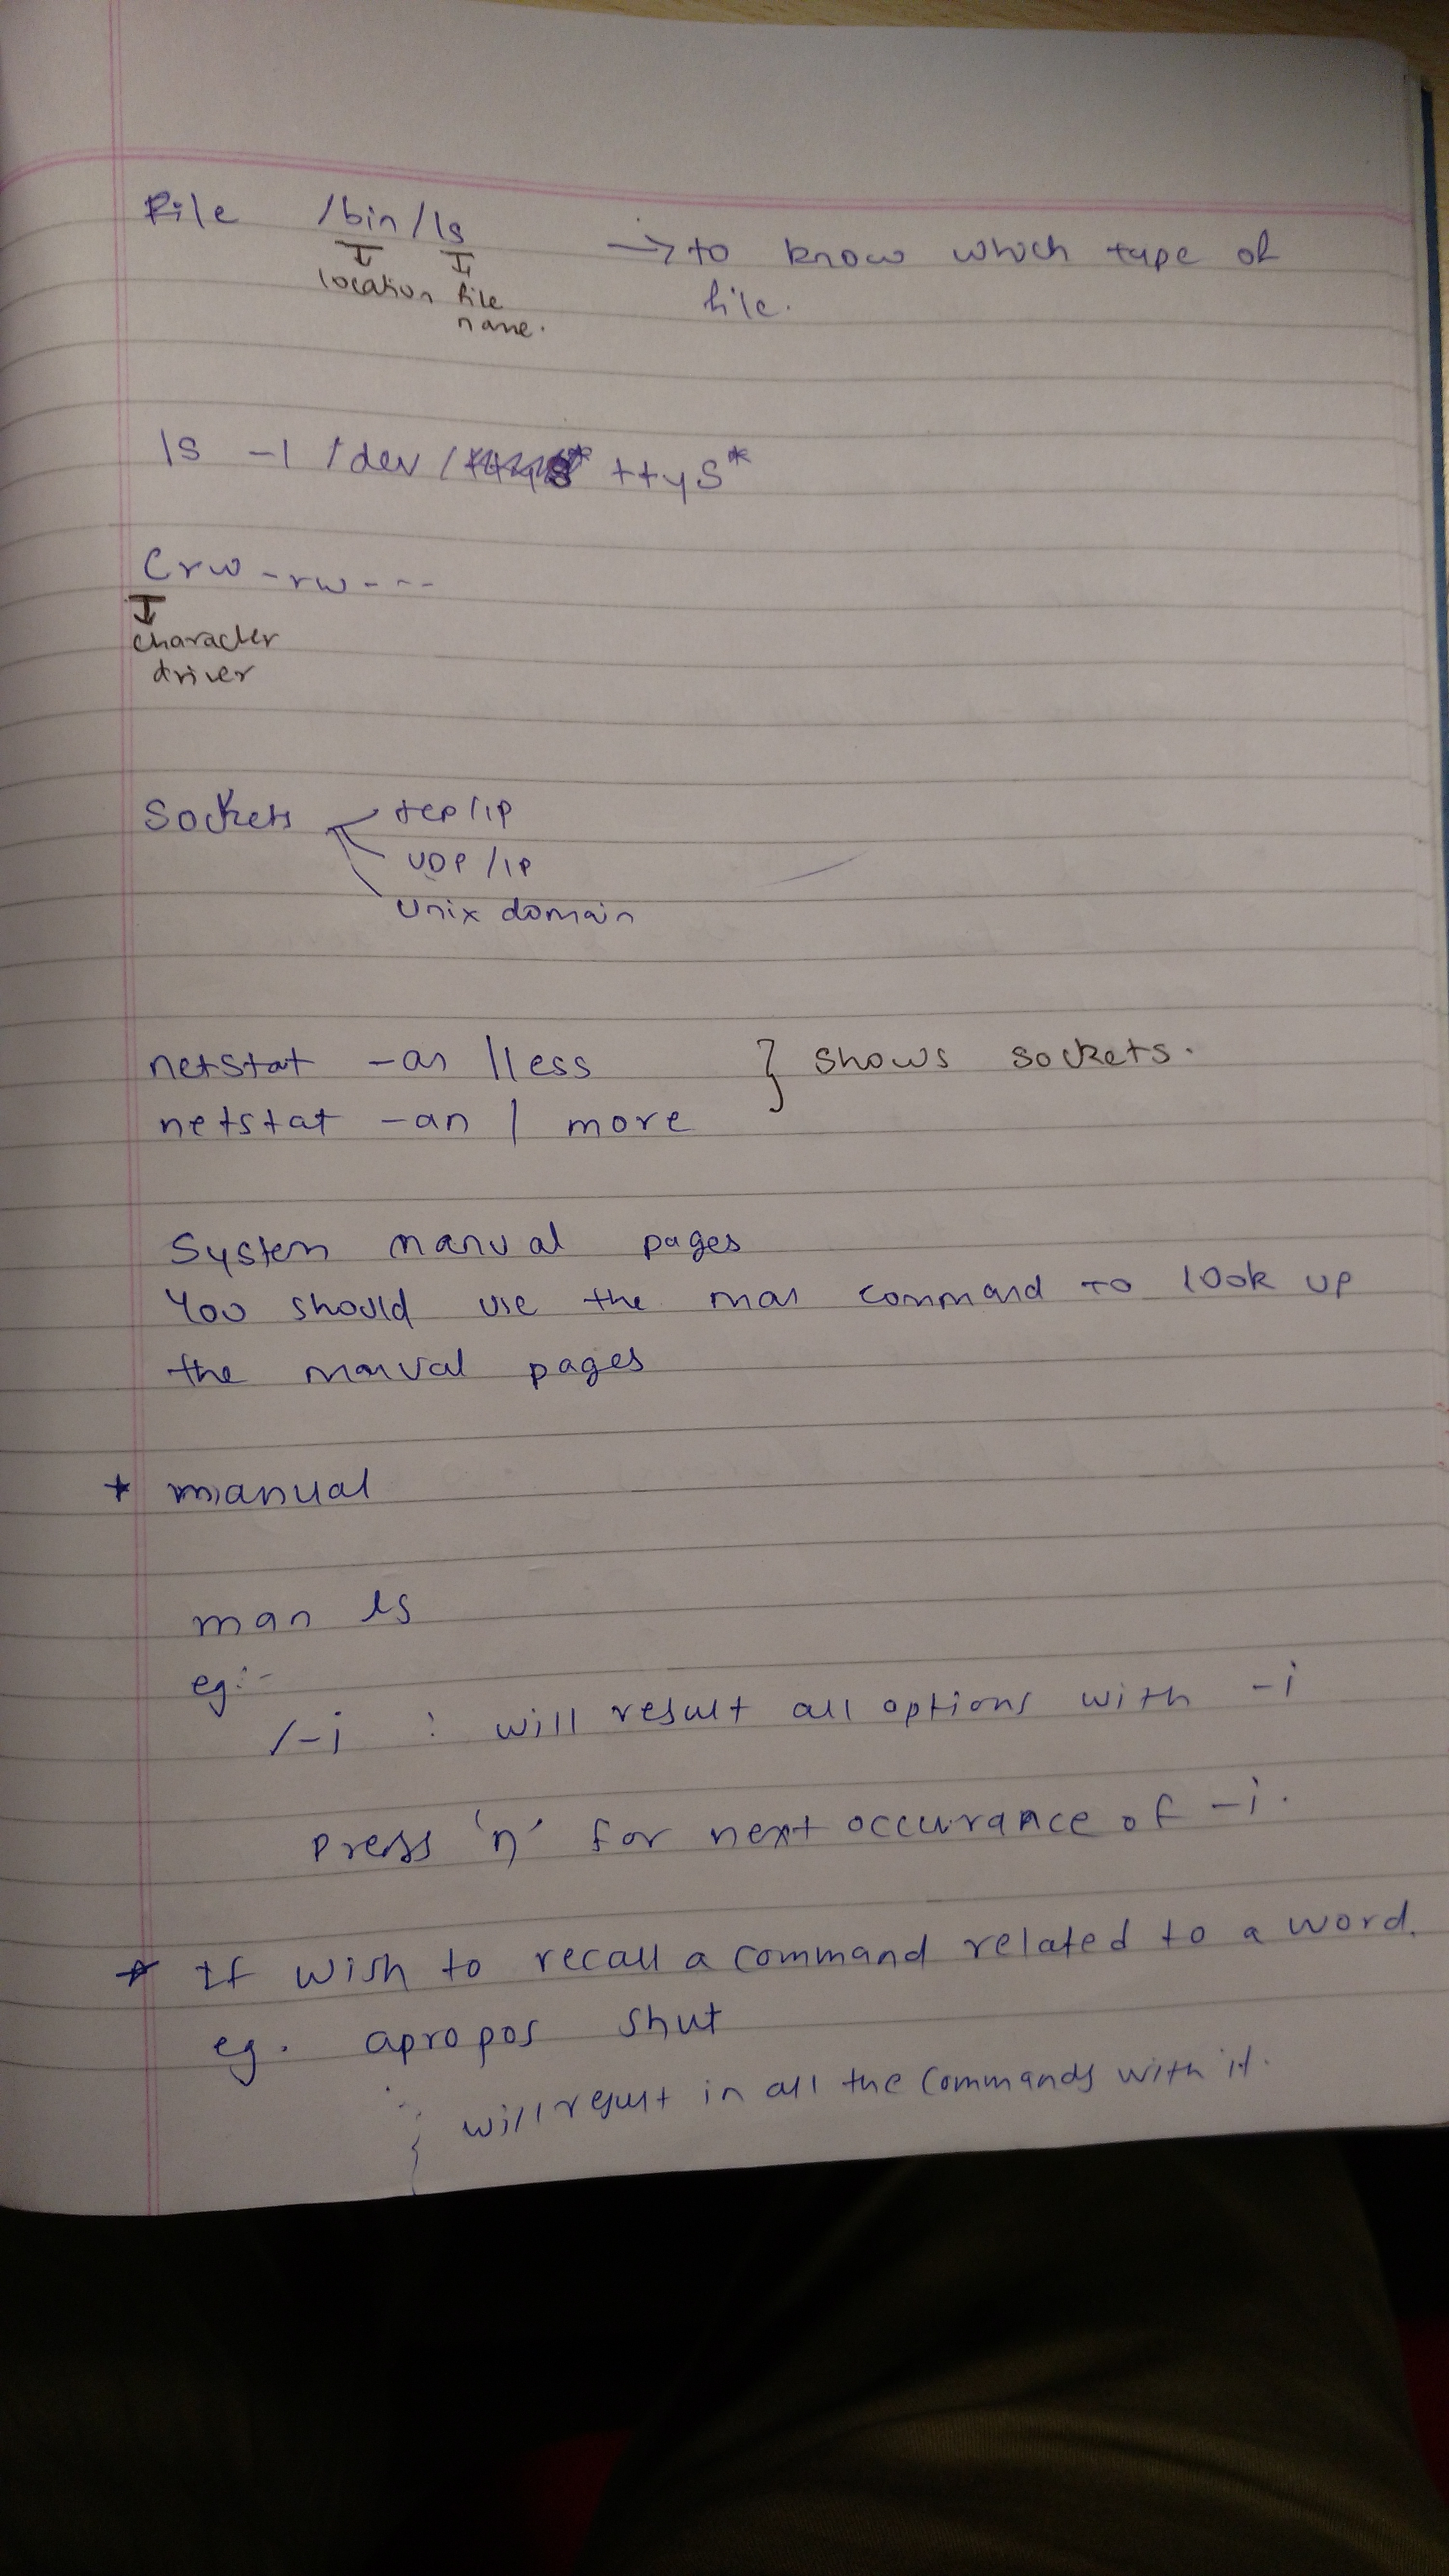 File /bin/ls → to know which type of
location file file.
name.
ls -l /dev/ ttyS*
Crw-rw----
character
driver
Sockets tcp/ip
UDP/IP
Unix domain
netstat -an |less } shows sockets.
netstat -an | more
System manual pages
You should use the man command to look up
the manual pages
* manual
man ls
eg:-
/-i : will result all options with -i
press 'n' for next occurance of -i.
* If wish to recall a command related to a word.
eg. apropos shut
will result in all the commands with it.